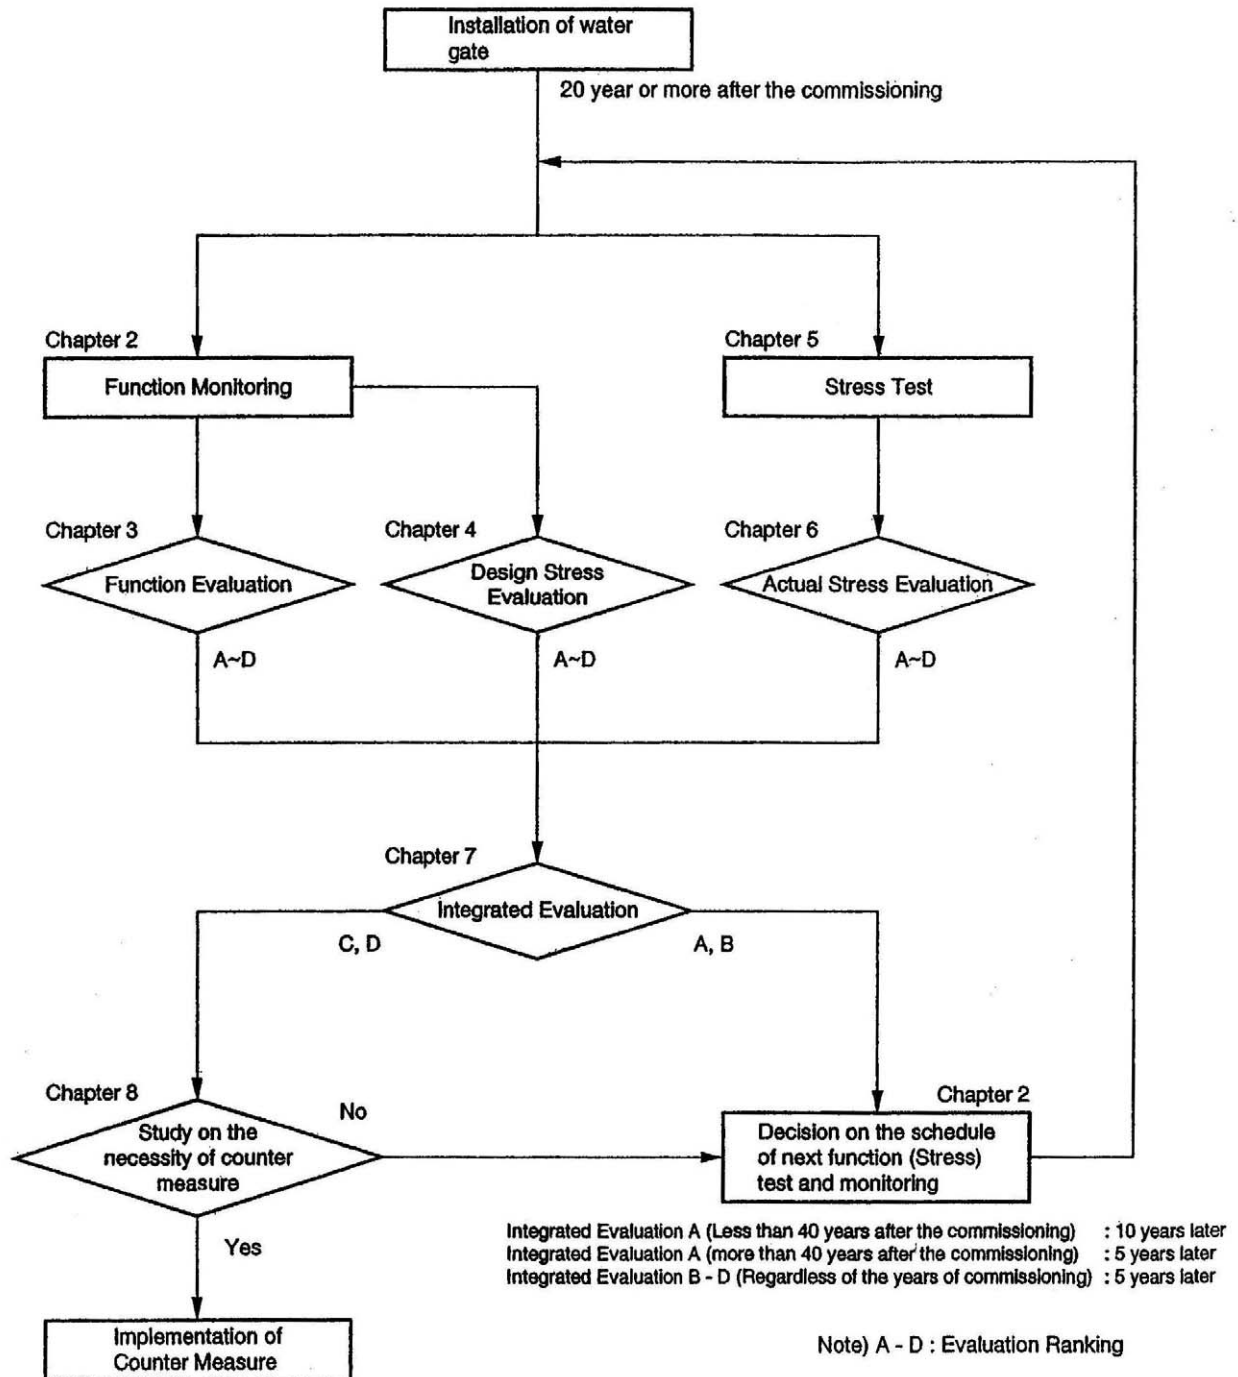 Installation of water
gate
20 year or more after the commissioning
Chapter 2
Function Monitoring
Chapter 5
Stress Test
Chapter 3
Function Evaluation
A~D
Chapter 4
Design Stress
Evaluation
A~D
Chapter 6
Actual Stress Evaluation
A~D
Chapter 7
Integrated Evaluation
C, D
A, B
Chapter 8
Study on the
necessity of counter
measure
No
Yes
Chapter 2
Decision on the schedule
of next function (Stress)
test and monitoring
Integrated Evaluation A (Less than 40 years after the commissioning) : 10 years later
Integrated Evaluation A (more than 40 years after the commissioning) : 5 years later
Integrated Evaluation B - D (Regardless of the years of commissioning) : 5 years later
Implementation of
Counter Measure
Note) A - D : Evaluation Ranking